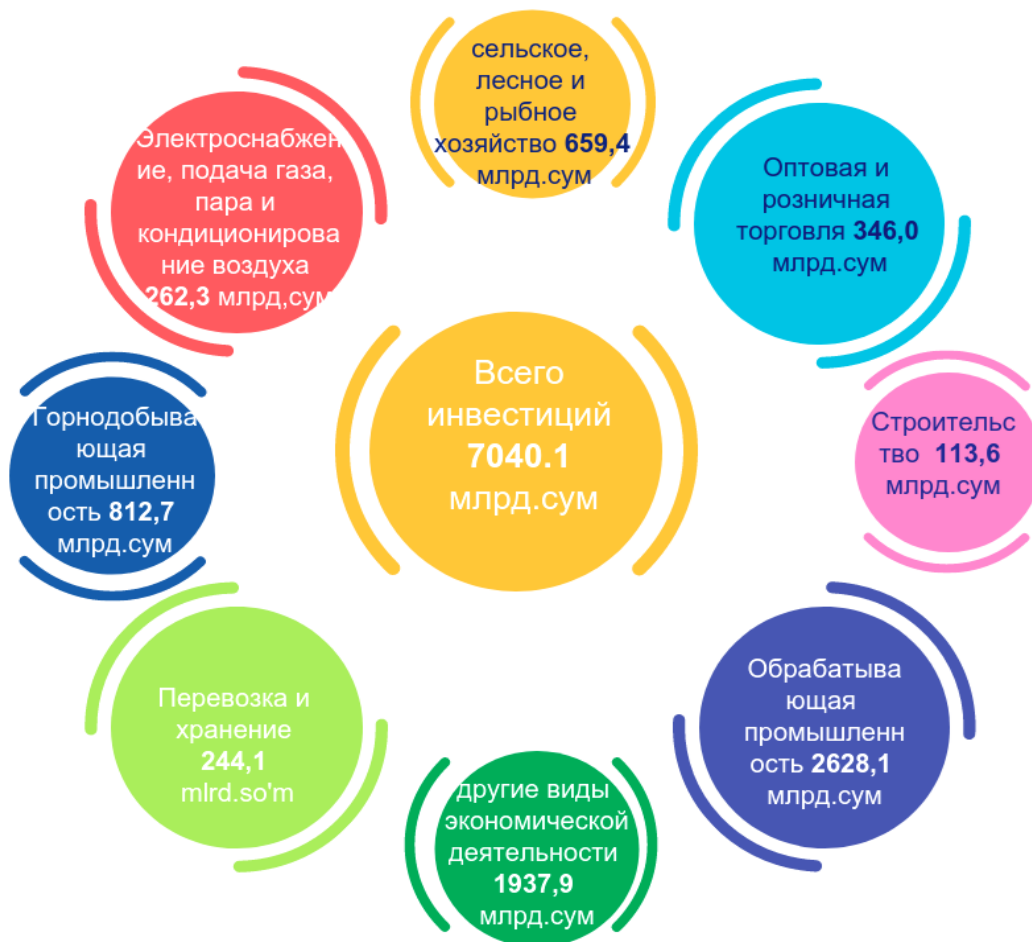 сельское,
лесное и
рыбное
хозяйство 659,4
млрд.сум
Электроснабжен
ие, подача газа,
пара и
кондиционирова
ние воздуха
262,3 млрд,сум
Оптовая и
розничная
торговля 346,0
млрд.сум
Всего
инвестиций
7040.1
млрд.сум
Горнодобыва
ющая
промышленн
ость 812,7
млрд.сум
Строительс
тво 113,6
млрд.сум
Перевозка и
хранение
244,1
mlrd.so'm
Обрабатыва
ющая
промышленн
ость 2628,1
млрд.сум
другие виды
экономической
деятельности
1937,9
млрд.сум